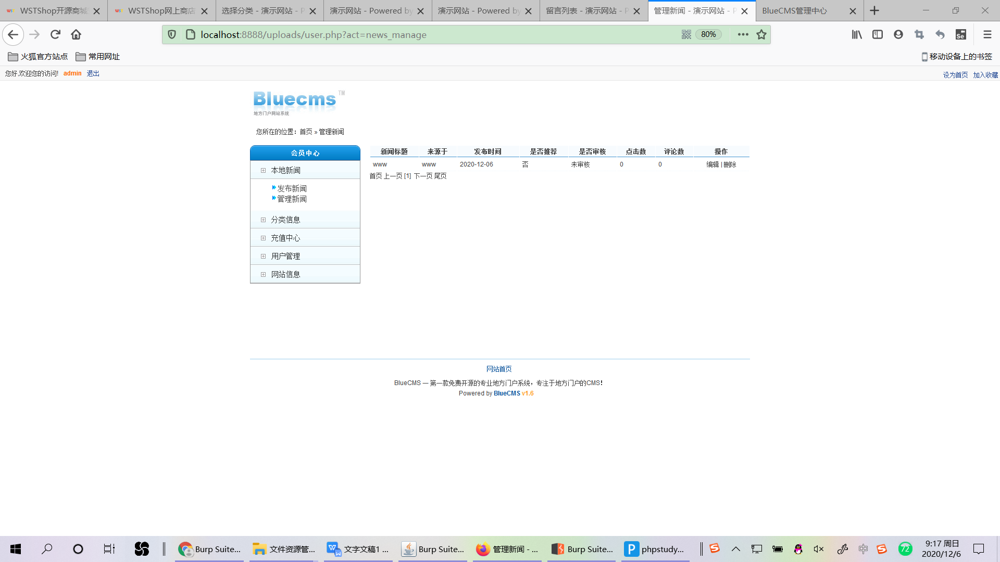 WSTShop开源商城
WSTShop网上商店
选择分类 - 演示网站 - P
演示网站 - Powered by
演示网站 - Powered by
留言列表 - 演示网站 - P
管理新闻 - 演示网站 - P
BlueCMS管理中心
localhost:8888/uploads/user.php?act=news_manage
80%
火狐官方站点
常用网址
移动设备上的书签
您好,欢迎您的访问! admin 退出
设为首页 加入收藏
Bluecms TM
地方门户网站系统
您所在的位置：首页 » 管理新闻
会员中心
本地新闻
发布新闻
管理新闻
分类信息
充值中心
用户管理
网站信息
新闻标题 来源于 发布时间 是否推荐 是否审核 点击数 评论数 操作
www www 2020-12-06 否 未审核 0 0 编辑 | 删除
首页 上一页 [1] 下一页 尾页
网站首页
BlueCMS — 第一款免费开源的专业地方门户系统，专注于地方门户的CMS!
Powered by BlueCMS v1.6
Burp Suite...
文件资源管...
文字文稿1 ...
Burp Suite...
管理新闻 - ...
Burp Suite...
phpstudy...
中
72
9:17 周日
2020/12/6